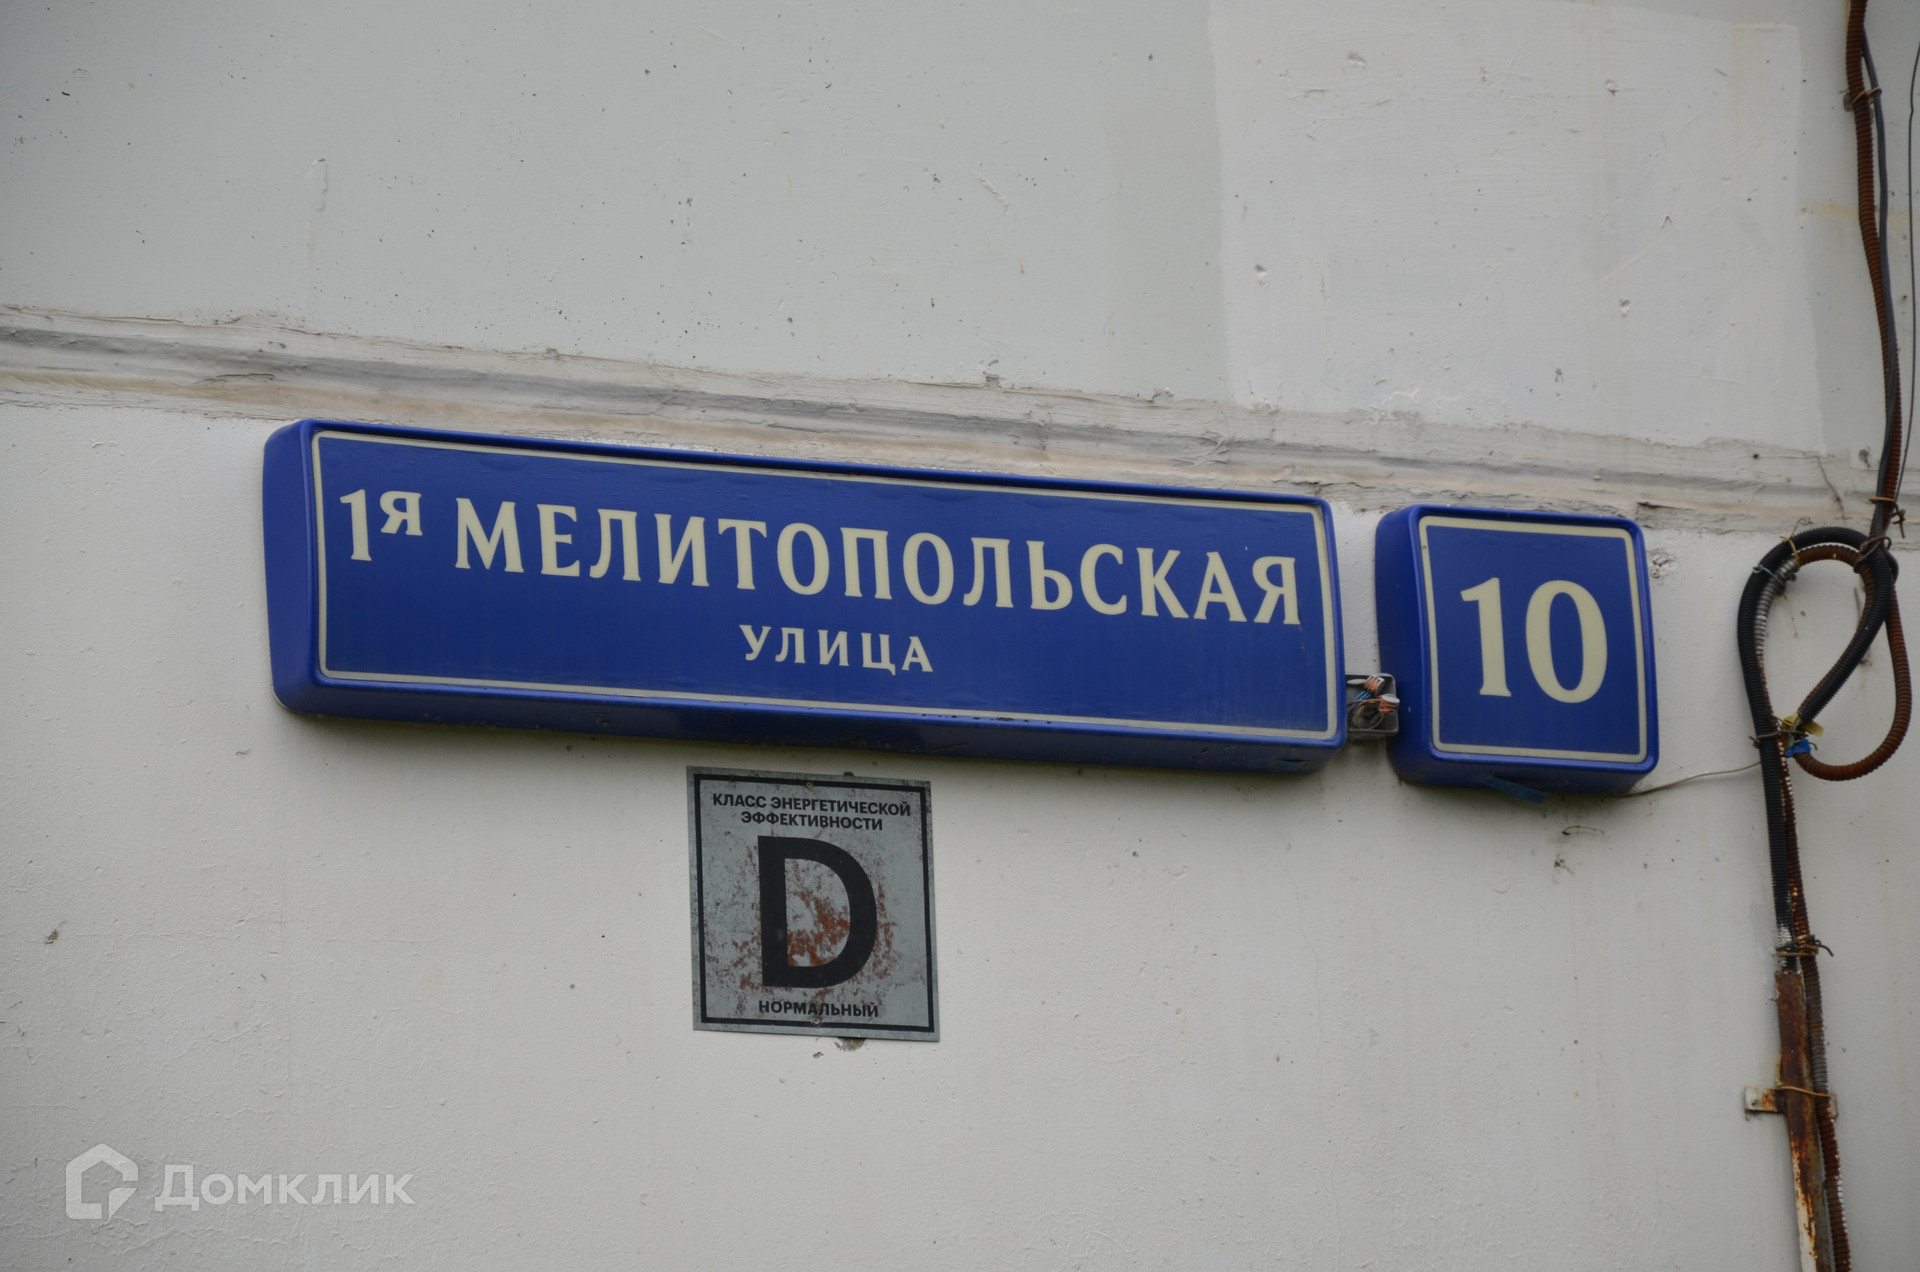 1я МЕЛИТОПОЛЬСКАЯ
УЛИЦА
10
КЛАСС ЭНЕРГЕТИЧЕСКОЙ
ЭФФЕКТИВНОСТИ
D
НОРМАЛЬНЫЙ
Домклик